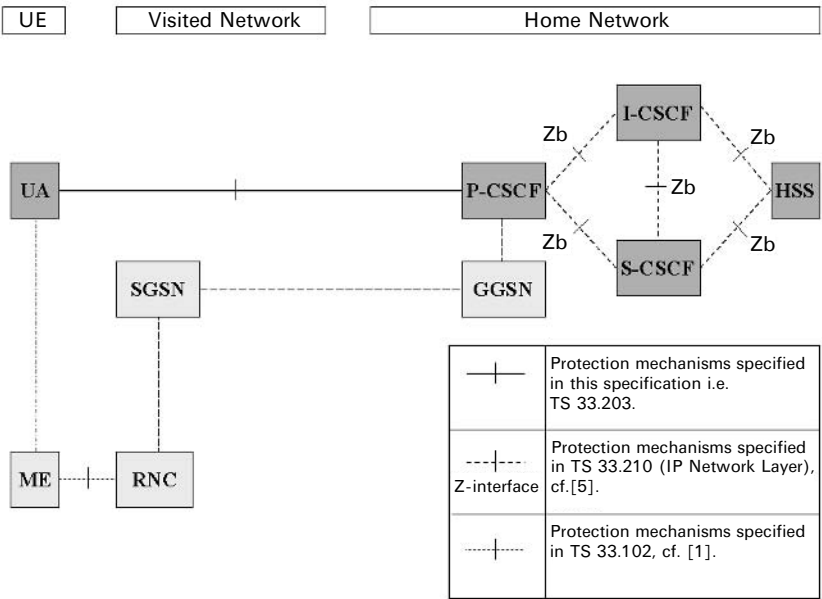 UE
Visited Network
Home Network
I-CSCF
Zb
Zb
UA
P-CSCF
Zb
HSS
Zb
Zb
S-CSCF
SGSN
GGSN
ME
RNC
Protection mechanisms specified
in this specification i.e.
TS 33.203.
Z-interface
Protection mechanisms specified
in TS 33.210 (IP Network Layer),
cf.[5].
Protection mechanisms specified
in TS 33.102, cf. [1].